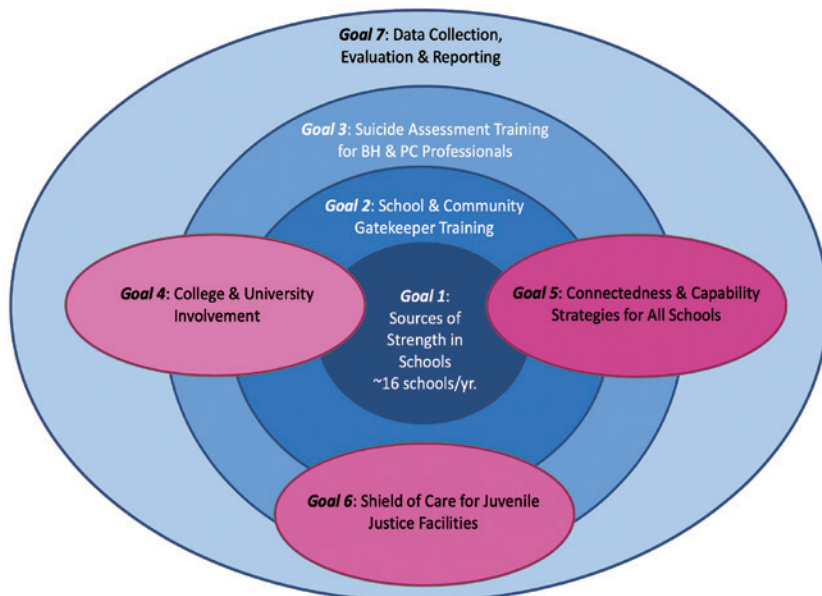 Goal 7: Data Collection,
Evaluation & Reporting
Goal 3: Suicide Assessment Training
for BH & PC Professionals
Goal 2: School & Community
Gatekeeper Training
Goal 4: College & University
Involvement
Goal 1:
Sources of
Strength in
Schools
~16 schools/yr.
Goal 5: Connectedness & Capability
Strategies for All Schools
Goal 6: Shield of Care for Juvenile
Justice Facilities